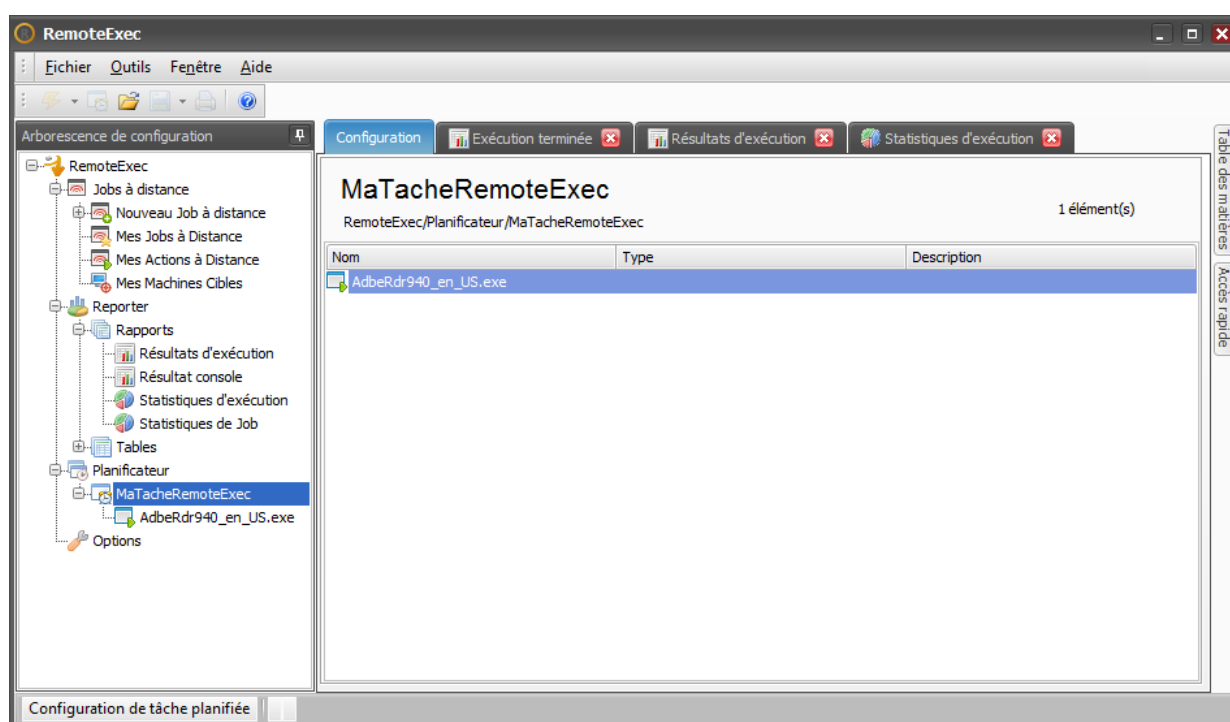 RemoteExec
Fichier Outils Fenêtre Aide
Arborescence de configuration
RemoteExec
Jobs à distance
Nouveau Job à distance
Mes Jobs à Distance
Mes Actions à Distance
Mes Machines Cibles
Reporter
Rapports
Résultats d'exécution
Résultat console
Statistiques d'exécution
Statistiques de Job
Tables
Planificateur
MaTacheRemoteExec
AdbeRdr940_en_US.exe
Options
Configuration Exécution terminée Résultats d'exécution Statistiques d'exécution
MaTacheRemoteExec
RemoteExec/Planificateur/MaTacheRemoteExec
1 élément(s)
Nom Type Description
AdbeRdr940_en_US.exe
Table des matières
Accès rapide
Configuration de tâche planifiée